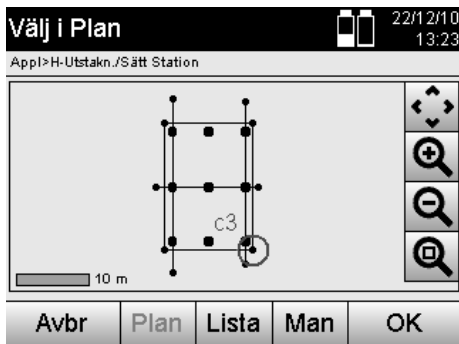 Välj i Plan
22/12/10
13:23
Appl>H-Utstakn./Sätt Station
c3
10 m
Avbr Plan Lista Man OK